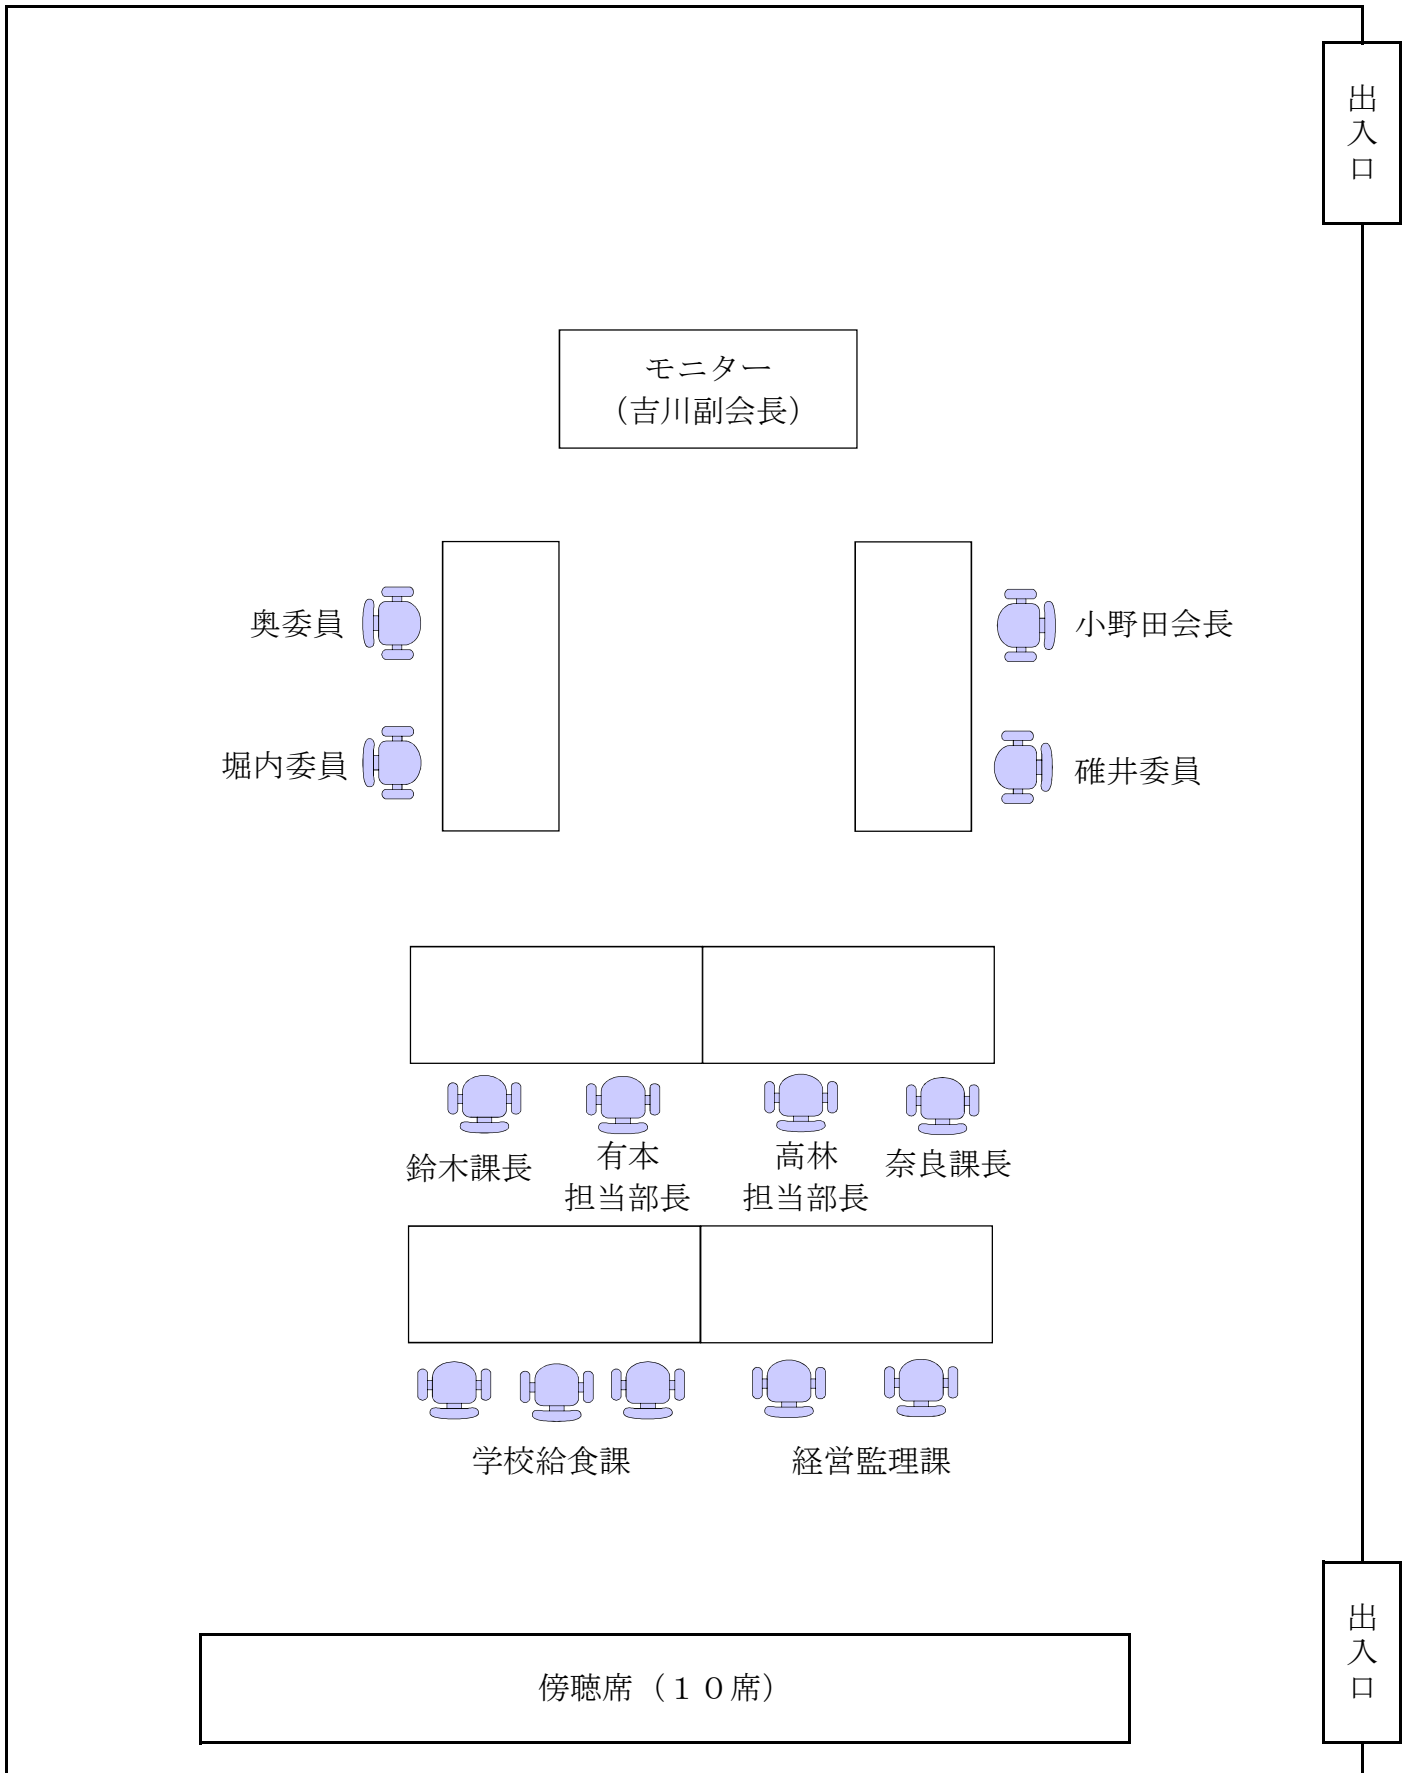 出入口
モニター
（吉川副会長）
奥委員
小野田会長
堀内委員
碓井委員
鈴木課長
有本
担当部長
高林
担当部長
奈良課長
学校給食課
経営監理課
傍聴席（１０席）
出入口